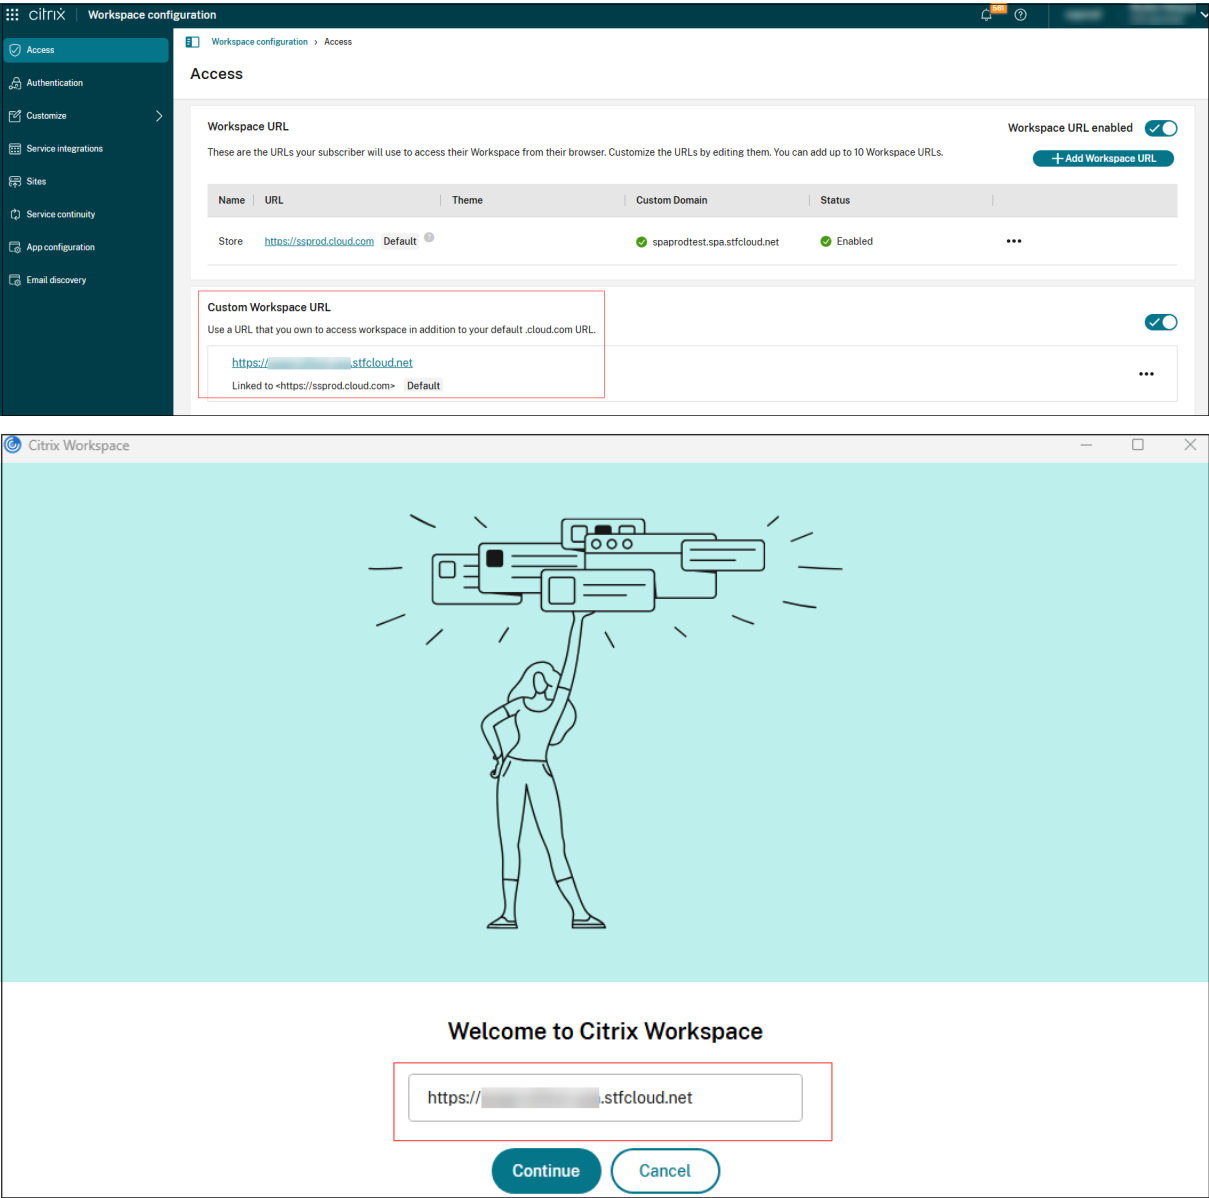 citrix Workspace configuration 561
Access
Authentication
Customize
Service integrations
Sites
Service continuity
App configuration
Email discovery
Workspace configuration > Access
Access
Workspace URL
Workspace URL enabled
These are the URLs your subscriber will use to access their Workspace from their browser. Customize the URLs by editing them. You can add up to 10 Workspace URLs.
+ Add Workspace URL
Name URL Theme Custom Domain Status
Store https://ssprod.cloud.com Default spaprodtest.spa.stfcloud.net Enabled
Custom Workspace URL
Use a URL that you own to access workspace in addition to your default .cloud.com URL.
https:// .stfcloud.net
Linked to <https://ssprod.cloud.com> Default
Citrix Workspace
Welcome to Citrix Workspace
https:// .stfcloud.net
Continue Cancel